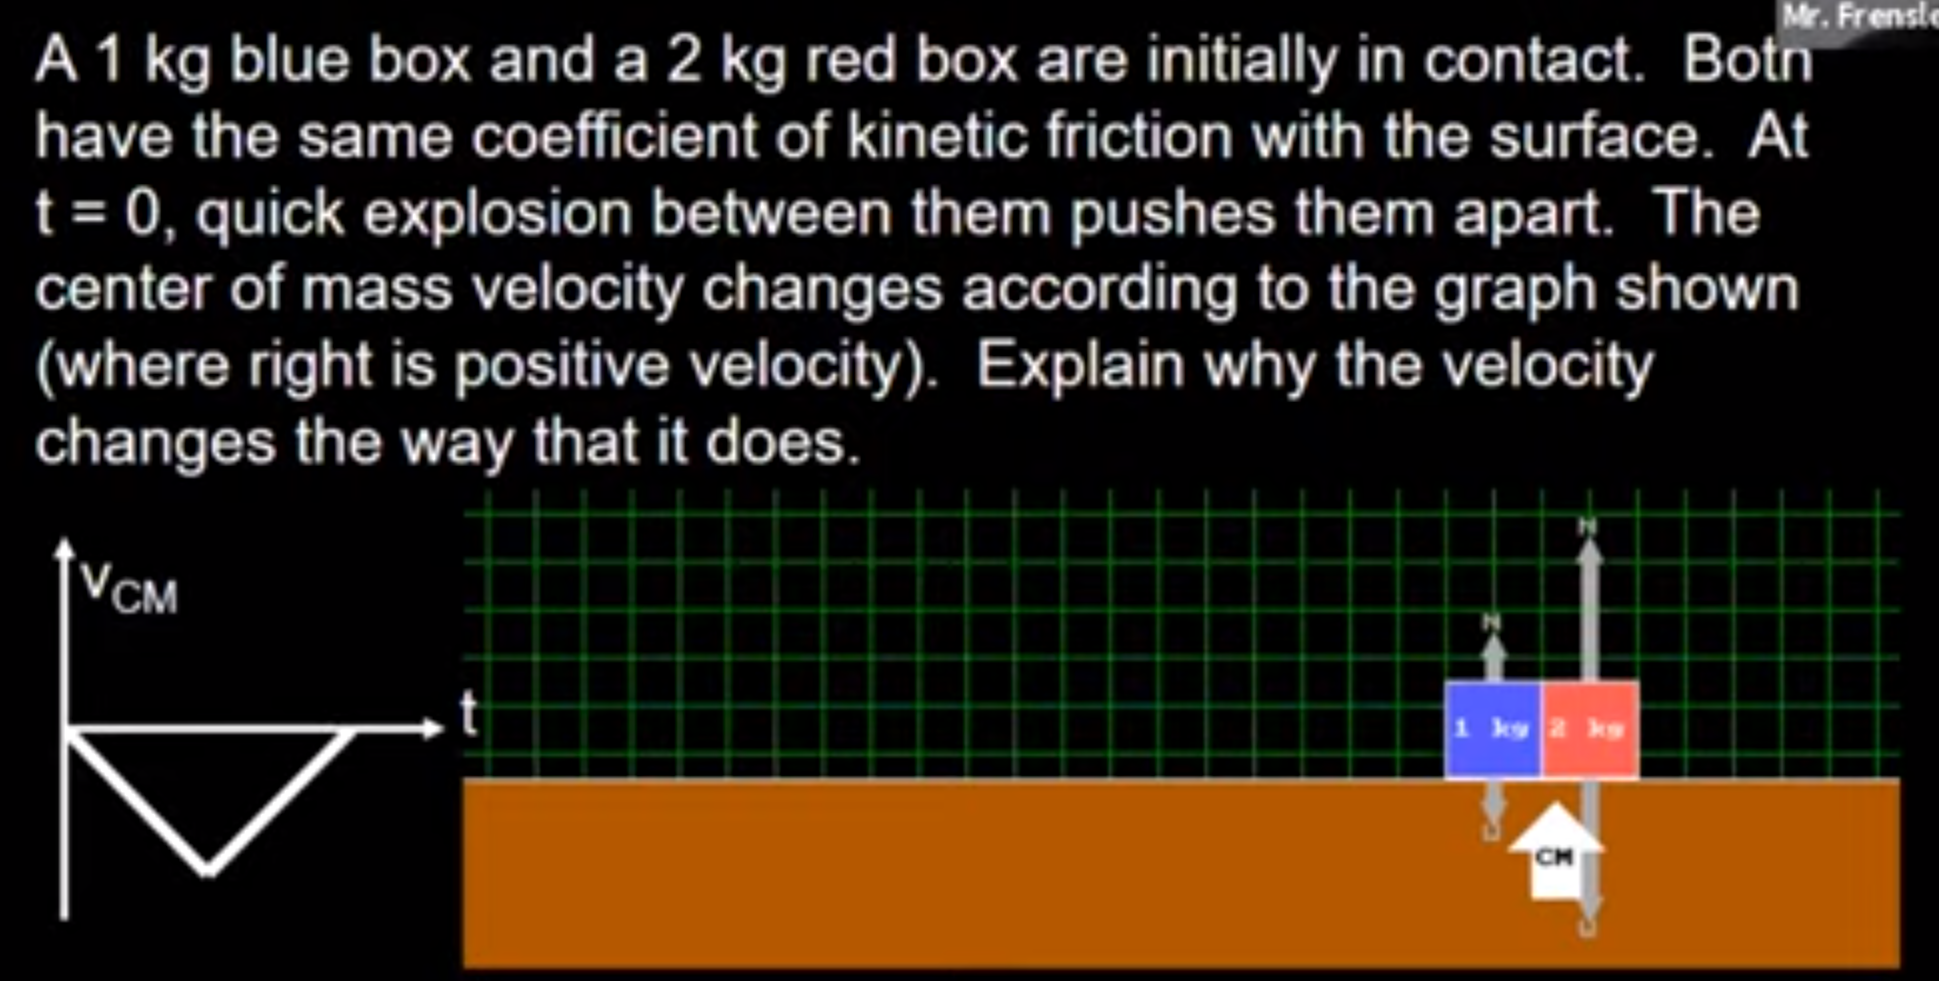 Mr. Frensle
A 1 kg blue box and a 2 kg red box are initially in contact. Both
have the same coefficient of kinetic friction with the surface. At
t = 0, quick explosion between them pushes them apart. The
center of mass velocity changes according to the graph shown
(where right is positive velocity). Explain why the velocity
changes the way that it does.
VCM
t
N
N
1 kg
2 kg
CM